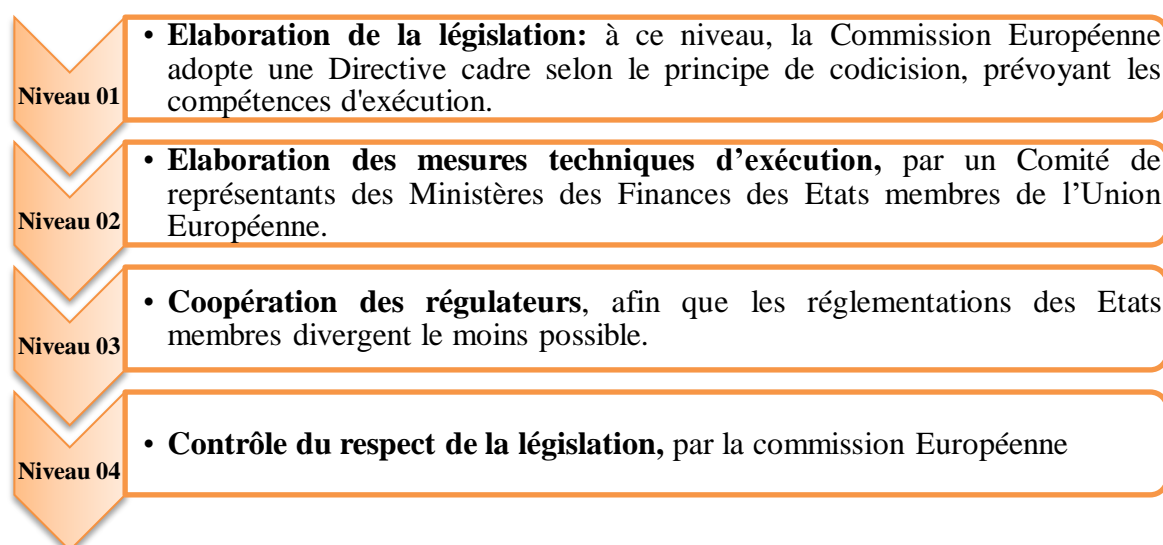 • Elaboration de la législation: à ce niveau, la Commission Européenne
adopte une Directive cadre selon le principe de codicision, prévoyant les
compétences d'exécution.
Niveau 01
• Elaboration des mesures techniques d’exécution, par un Comité de
représentants des Ministères des Finances des Etats membres de l’Union
Européenne.
Niveau 02
• Coopération des régulateurs, afin que les réglementations des Etats
membres divergent le moins possible.
Niveau 03
• Contrôle du respect de la législation, par la commission Européenne
Niveau 04